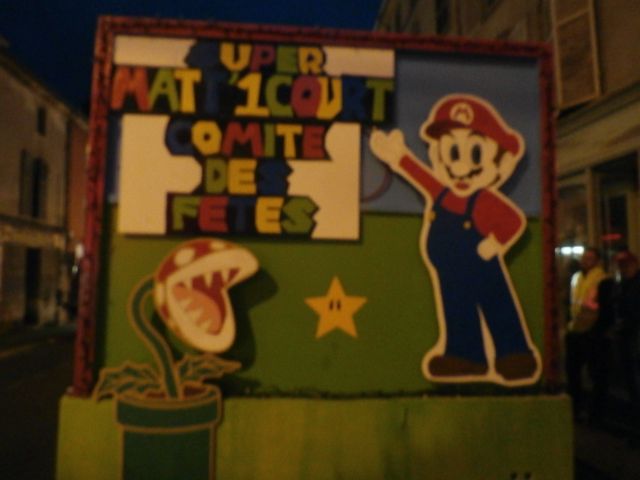 SUPER
MATT'1COURT
COMITE
DES
FETES
M